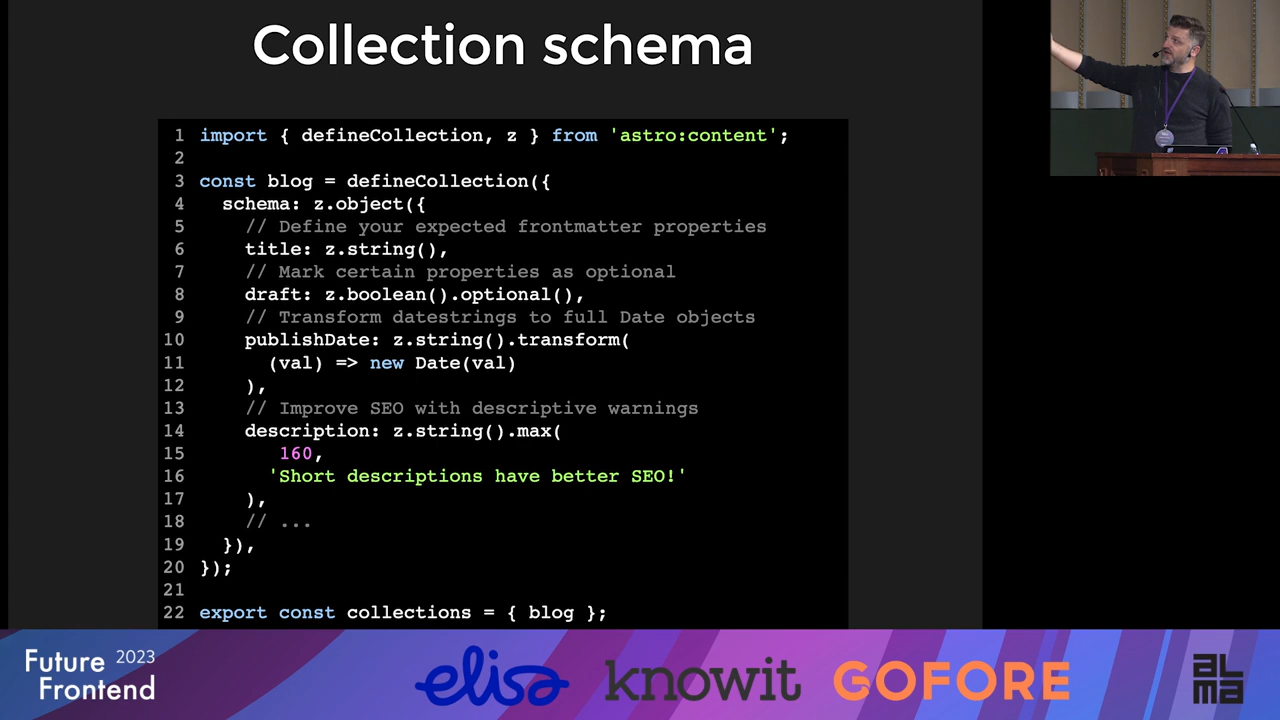 Collection schema
1 import { defineCollection, z } from 'astro:content';
2
3 const blog = defineCollection({
4   schema: z.object({
5     // Define your expected frontmatter properties
6     title: z.string(),
7     // Mark certain properties as optional
8     draft: z.boolean().optional(),
9     // Transform datestrings to full Date objects
10     publishDate: z.string().transform(
11       (val) => new Date(val)
12     ),
13     // Improve SEO with descriptive warnings
14     description: z.string().max(
15        160,
16       'Short descriptions have better SEO!'
17     ),
18     // ...
19   }),
20 });
21
22 export const collections = { blog };
Future 2023
Frontend
elisa
knowit
GOFORE
aL
ma